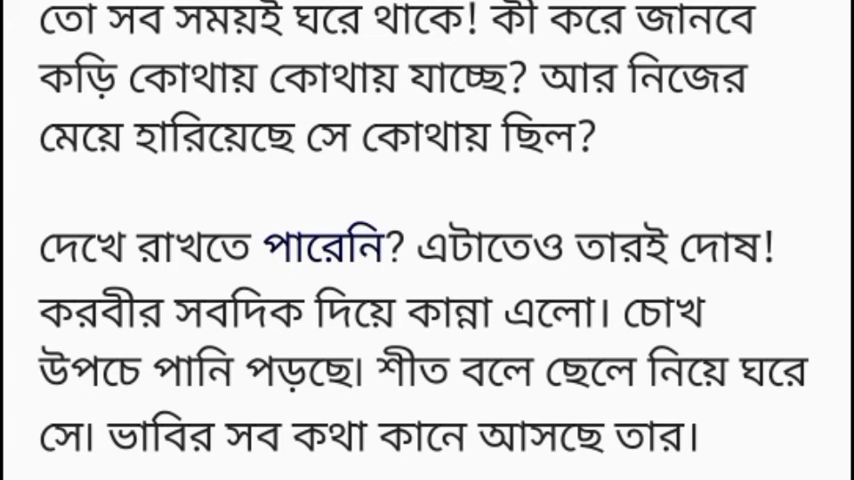 তো সব সময়ই ঘরে থাকে! কী করে জানবে
কড়ি কোথায় কোথায় যাচ্ছে? আর নিজের
মেয়ে হারিয়েছে সে কোথায় ছিল?
দেখে রাখতে পারেনি? এটাতেও তারই দোষ!
করবীর সবদিক দিয়ে কান্না এলো। চোখ
উপচে পানি পড়ছে। শীত বলে ছেলে নিয়ে ঘরে
সে। ভাবির সব কথা কানে আসছে তার।